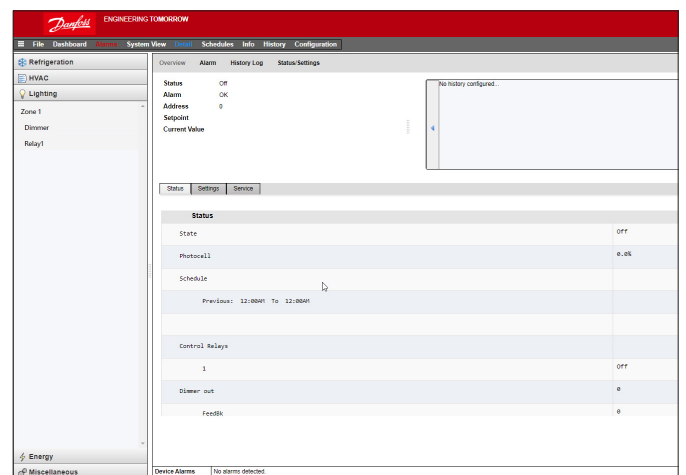 Danfoss ENGINEERING TOMORROW
File Dashboard Alarms System View Detail Schedules Info History Configuration
Refrigeration
HVAC
Lighting
Zone 1
Dimmer
Relay1
Energy
Miscellaneous
Overview Alarm History Log Status/Settings
Status Off
Alarm OK
Address 0
Setpoint
Current Value
No history configured...
Status Settings Service
Status
State Off
Photocell 0.0%
Schedule
Previous: 12:00AM To 12:00AM
Control Relays
1 Off
Dimmer out 0
FeedBk 0
Device Alarms No alarms detected.